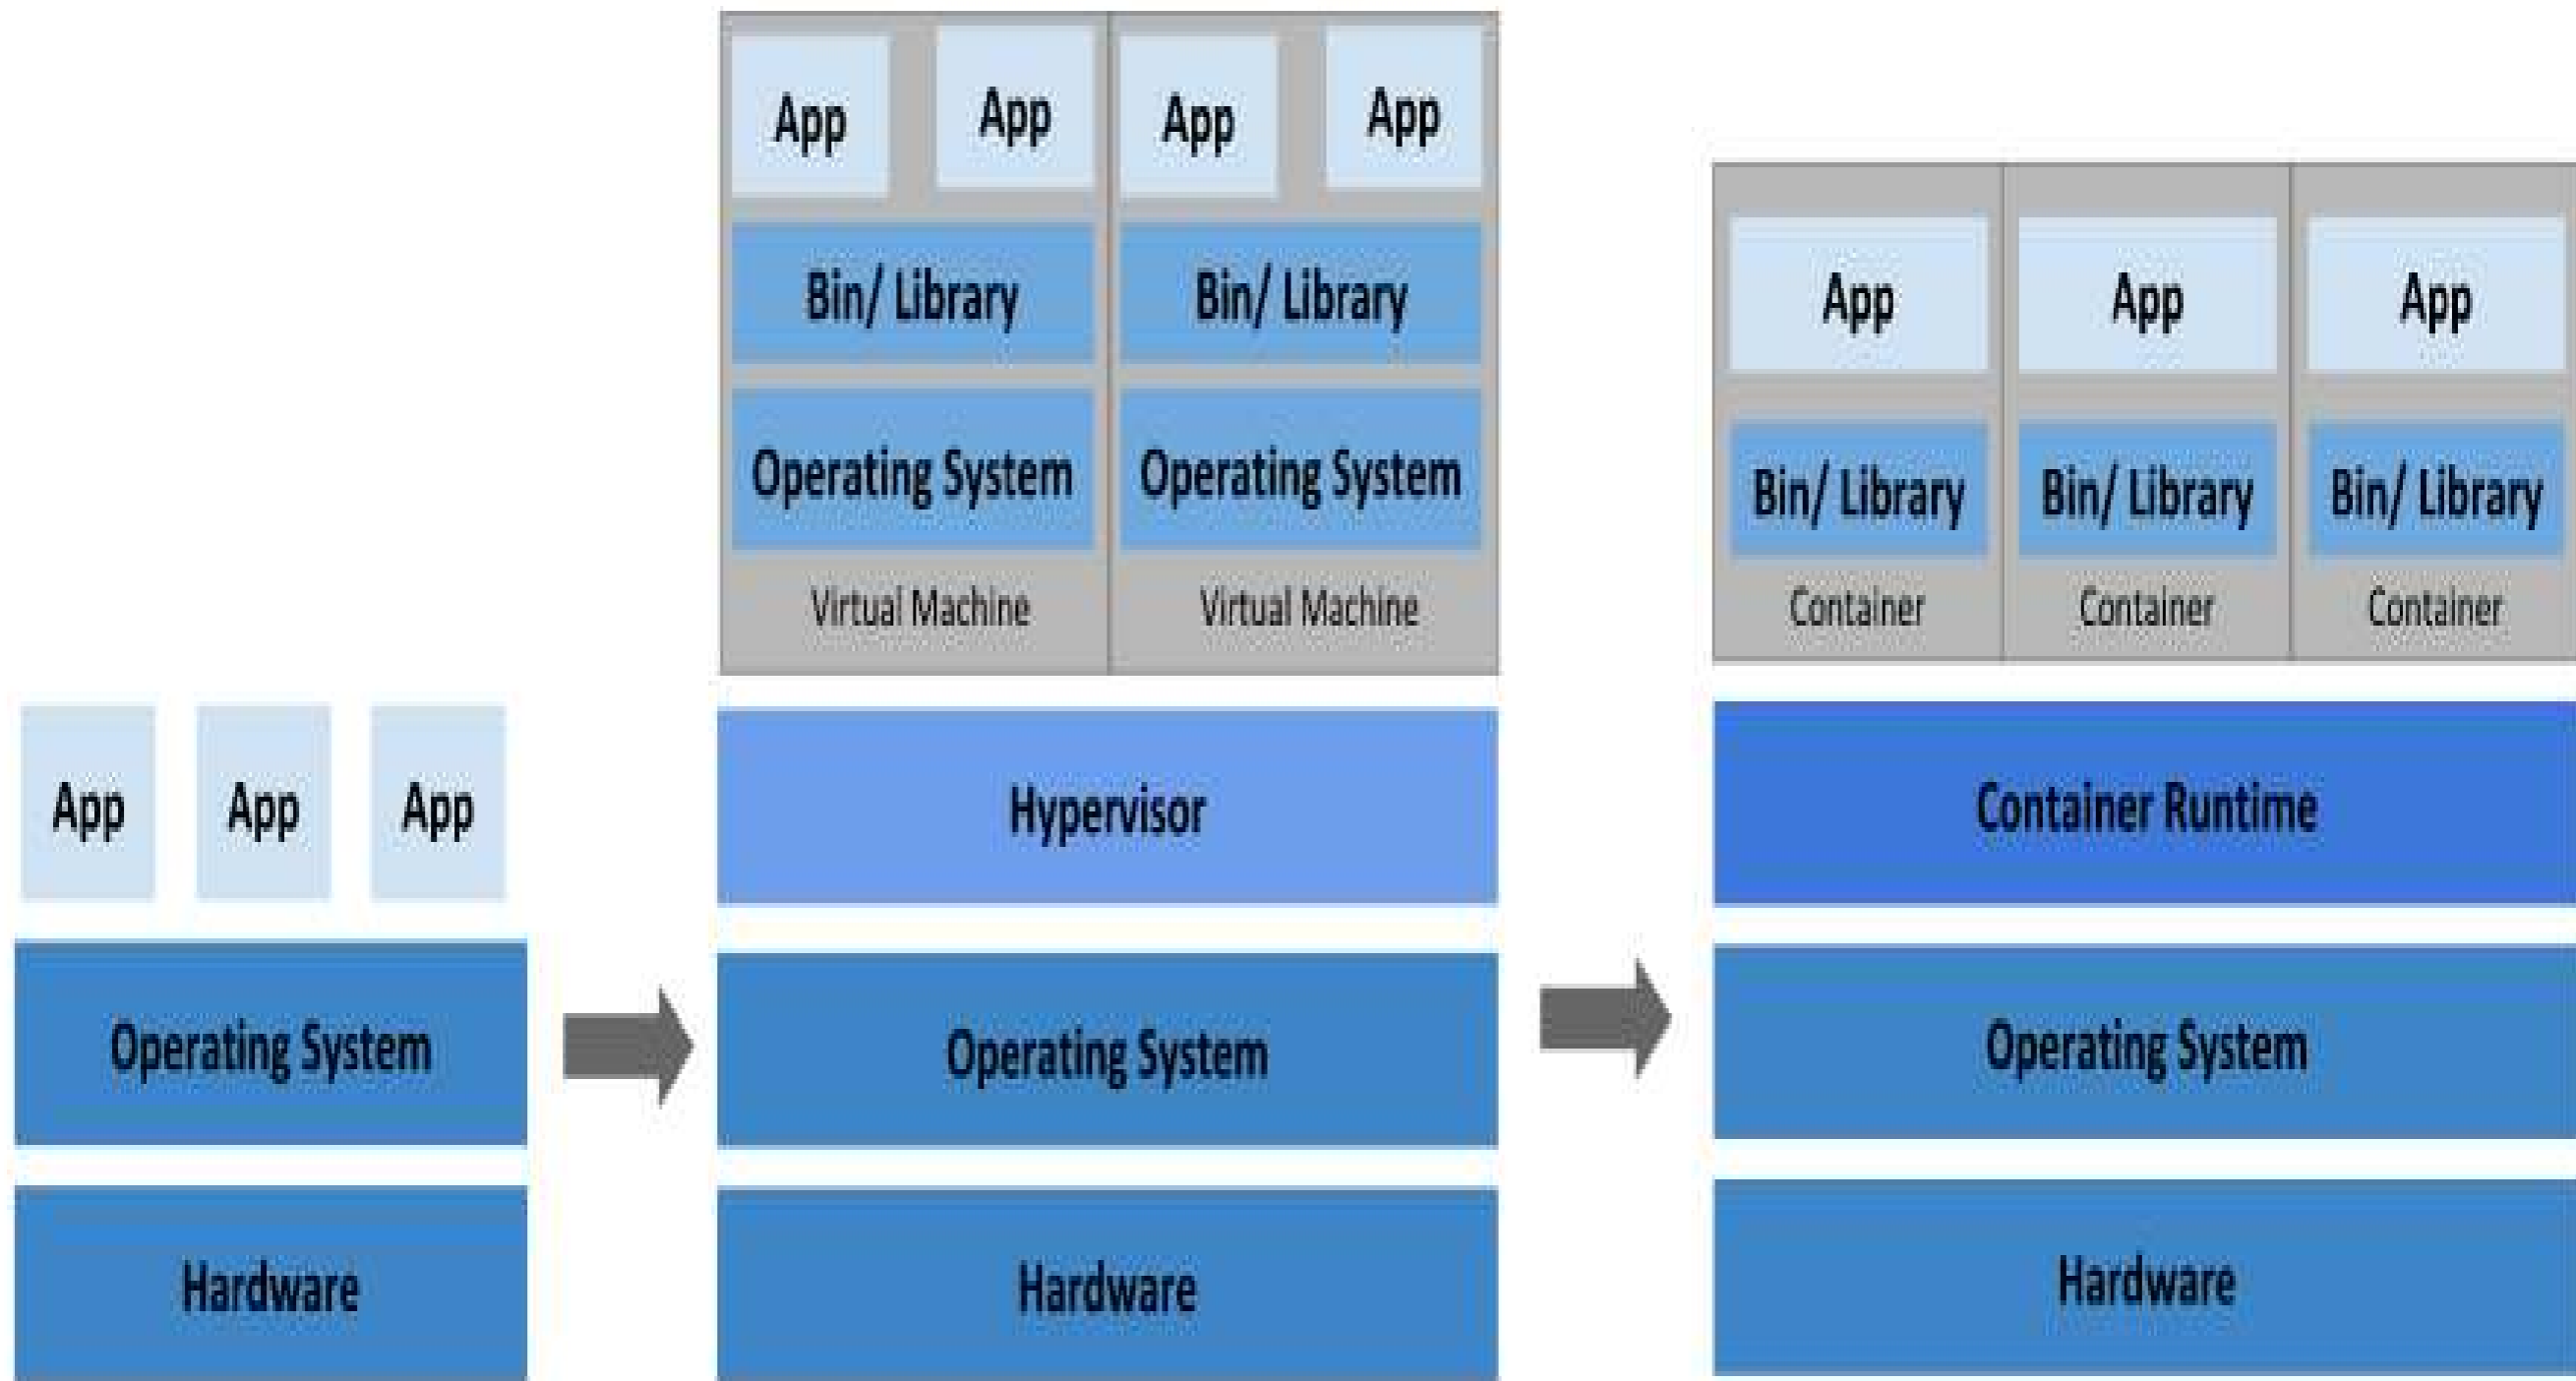 App App App
Operating System
Hardware
App App App App
Bin/ Library Bin/ Library
Operating System Operating System
Virtual Machine Virtual Machine
Hypervisor
Operating System
Hardware
App App App
Bin/ Library Bin/ Library Bin/ Library
Container Container Container
Container Runtime
Operating System
Hardware